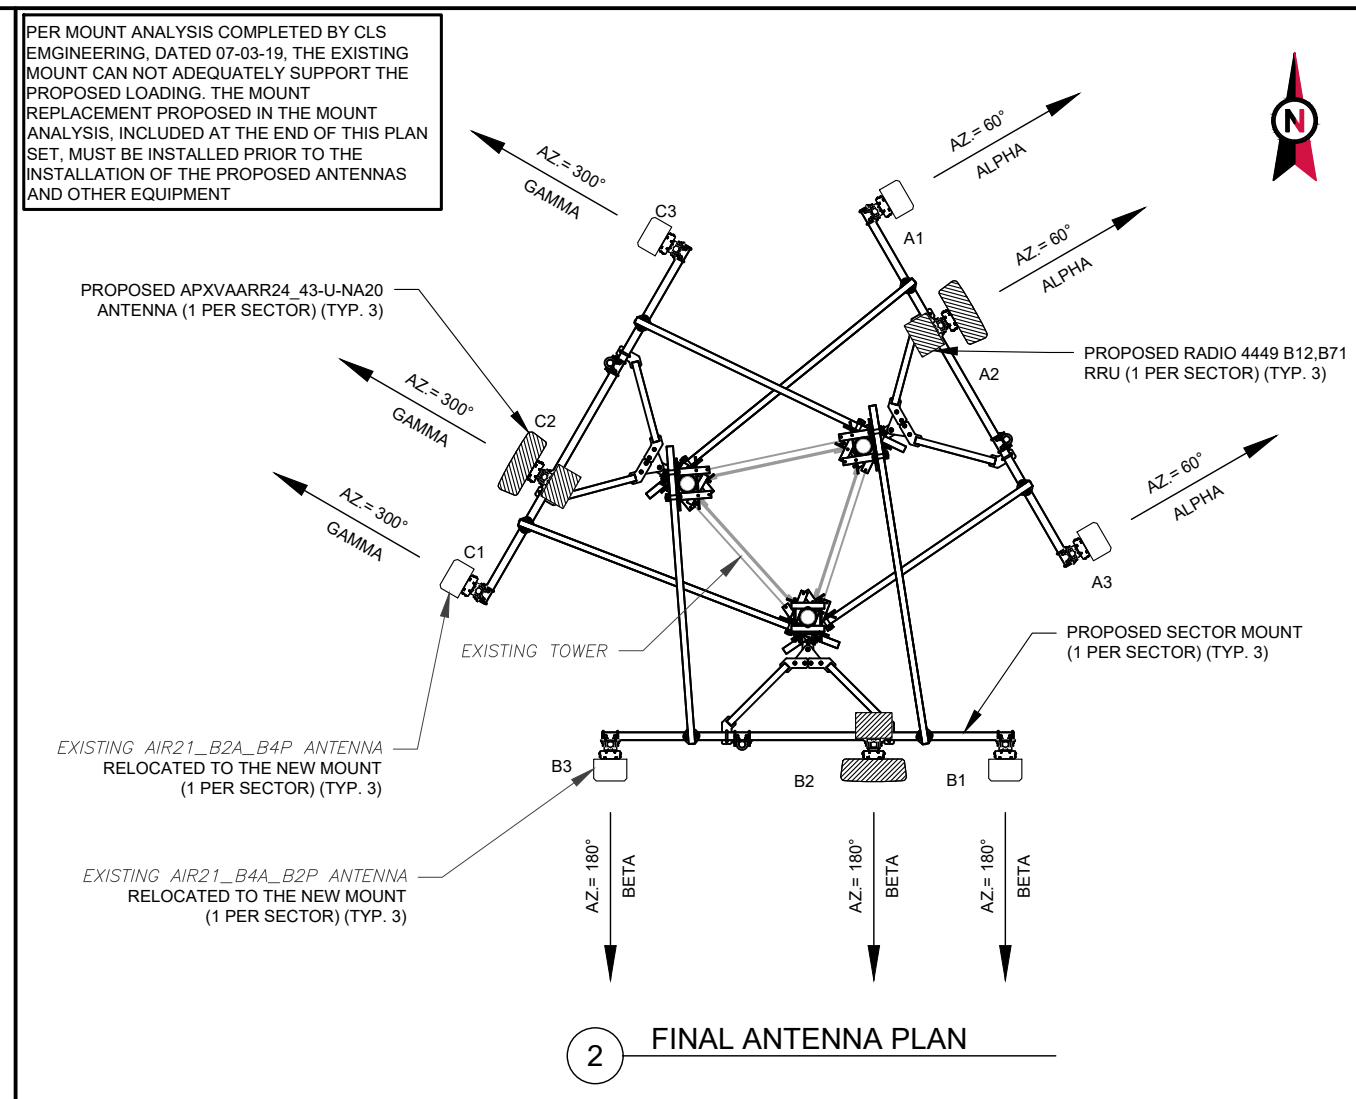 PER MOUNT ANALYSIS COMPLETED BY CLS
EMGINEERING, DATED 07-03-19, THE EXISTING
MOUNT CAN NOT ADEQUATELY SUPPORT THE
PROPOSED LOADING. THE MOUNT
REPLACEMENT PROPOSED IN THE MOUNT
ANALYSIS, INCLUDED AT THE END OF THIS PLAN
SET, MUST BE INSTALLED PRIOR TO THE
INSTALLATION OF THE PROPOSED ANTENNAS
AND OTHER EQUIPMENT
N
AZ.= 60°
ALPHA
AZ.= 300°
GAMMA
C3
A1
AZ.= 60°
ALPHA
PROPOSED APXVAARR24_43-U-NA20
ANTENNA (1 PER SECTOR) (TYP. 3)
PROPOSED RADIO 4449 B12,B71
RRU (1 PER SECTOR) (TYP. 3)
A2
AZ.= 300°
GAMMA
C2
AZ.= 60°
ALPHA
AZ.= 300°
GAMMA
C1
A3
EXISTING TOWER
PROPOSED SECTOR MOUNT
(1 PER SECTOR) (TYP. 3)
EXISTING AIR21_B2A_B4P ANTENNA
RELOCATED TO THE NEW MOUNT
(1 PER SECTOR) (TYP. 3)
B3
B2
B1
EXISTING AIR21_B4A_B2P ANTENNA
RELOCATED TO THE NEW MOUNT
(1 PER SECTOR) (TYP. 3)
AZ.= 180°
BETA
AZ.= 180°
BETA
AZ.= 180°
BETA
2
FINAL ANTENNA PLAN